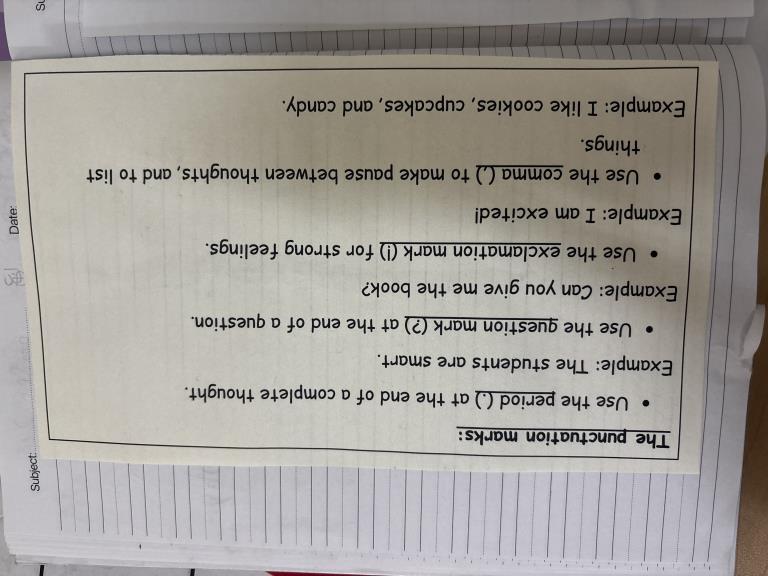 The punctuation marks:
• Use the period (.) at the end of a complete thought.
Example: The students are smart.
• Use the question mark (?) at the end of a question.
Example: Can you give me the book?
• Use the exclamation mark (!) for strong feelings.
Example: I am excited!
• Use the comma (,) to make pause between thoughts, and to list
things.
Example: I like cookies, cupcakes, and candy.
Subject:
Date:
Su